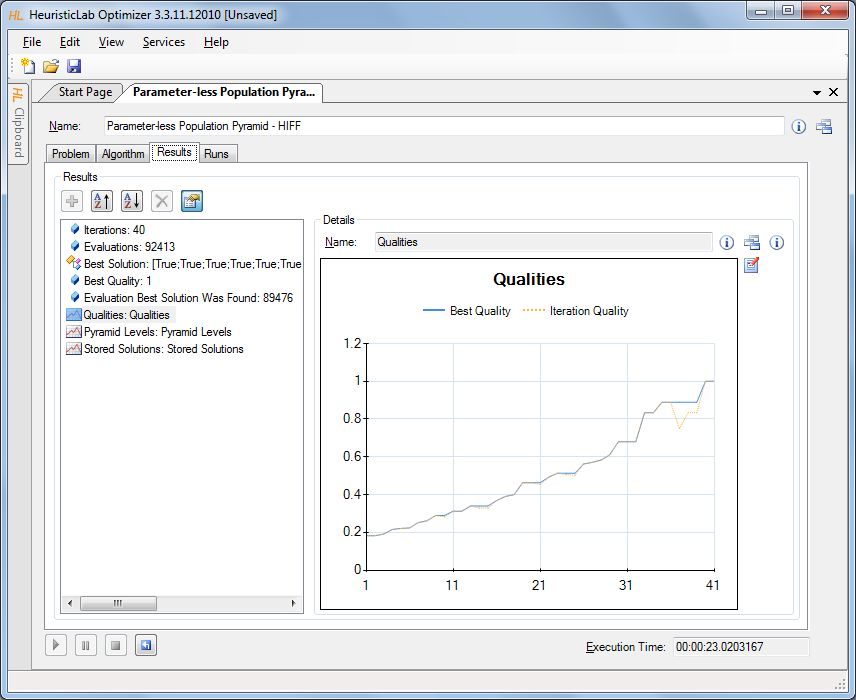 HL HeuristicLab Optimizer 3.3.11.12010 [Unsaved]
File Edit View Services Help
HL Clipboard
Start Page Parameter-less Population Pyra...
Name: Parameter-less Population Pyramid - HIFF
Problem Algorithm Results Runs
Results
Iterations: 40
Evaluations: 92413
Best Solution: [True;True;True;True;True;True
Best Quality: 1
Evaluation Best Solution Was Found: 89476
Qualities: Qualities
Pyramid Levels: Pyramid Levels
Stored Solutions: Stored Solutions
Details
Name: Qualities
Qualities
Best Quality Iteration Quality
1.2
1
0.8
0.6
0.4
0.2
0
1 11 21 31 41
Execution Time: 00:00:23.0203167